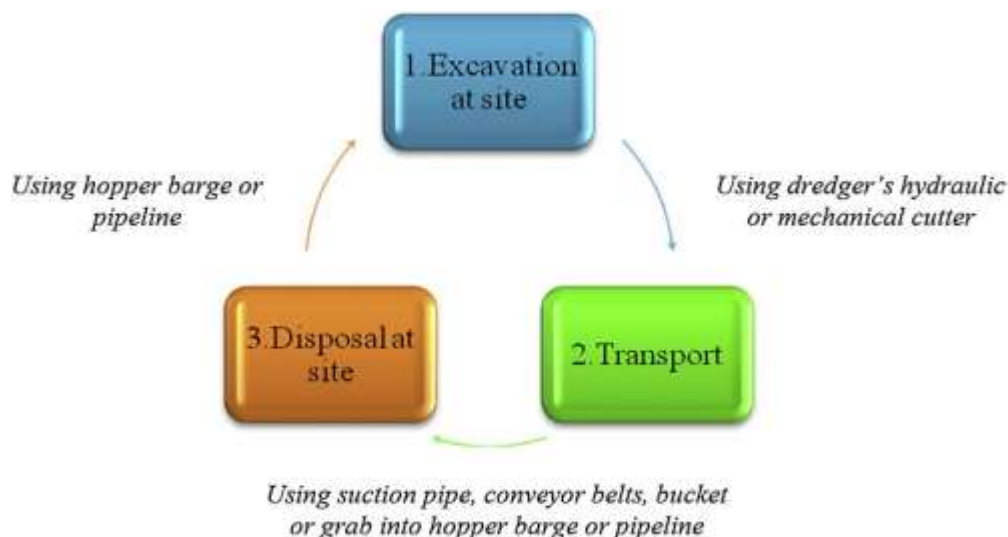 1.Excavation
at site
Using dredger's hydraulic
or mechanical cutter
2.Transport
Using suction pipe, conveyor belts, bucket
or grab into hopper barge or pipeline
3.Disposal at
site
Using hopper barge or
pipeline